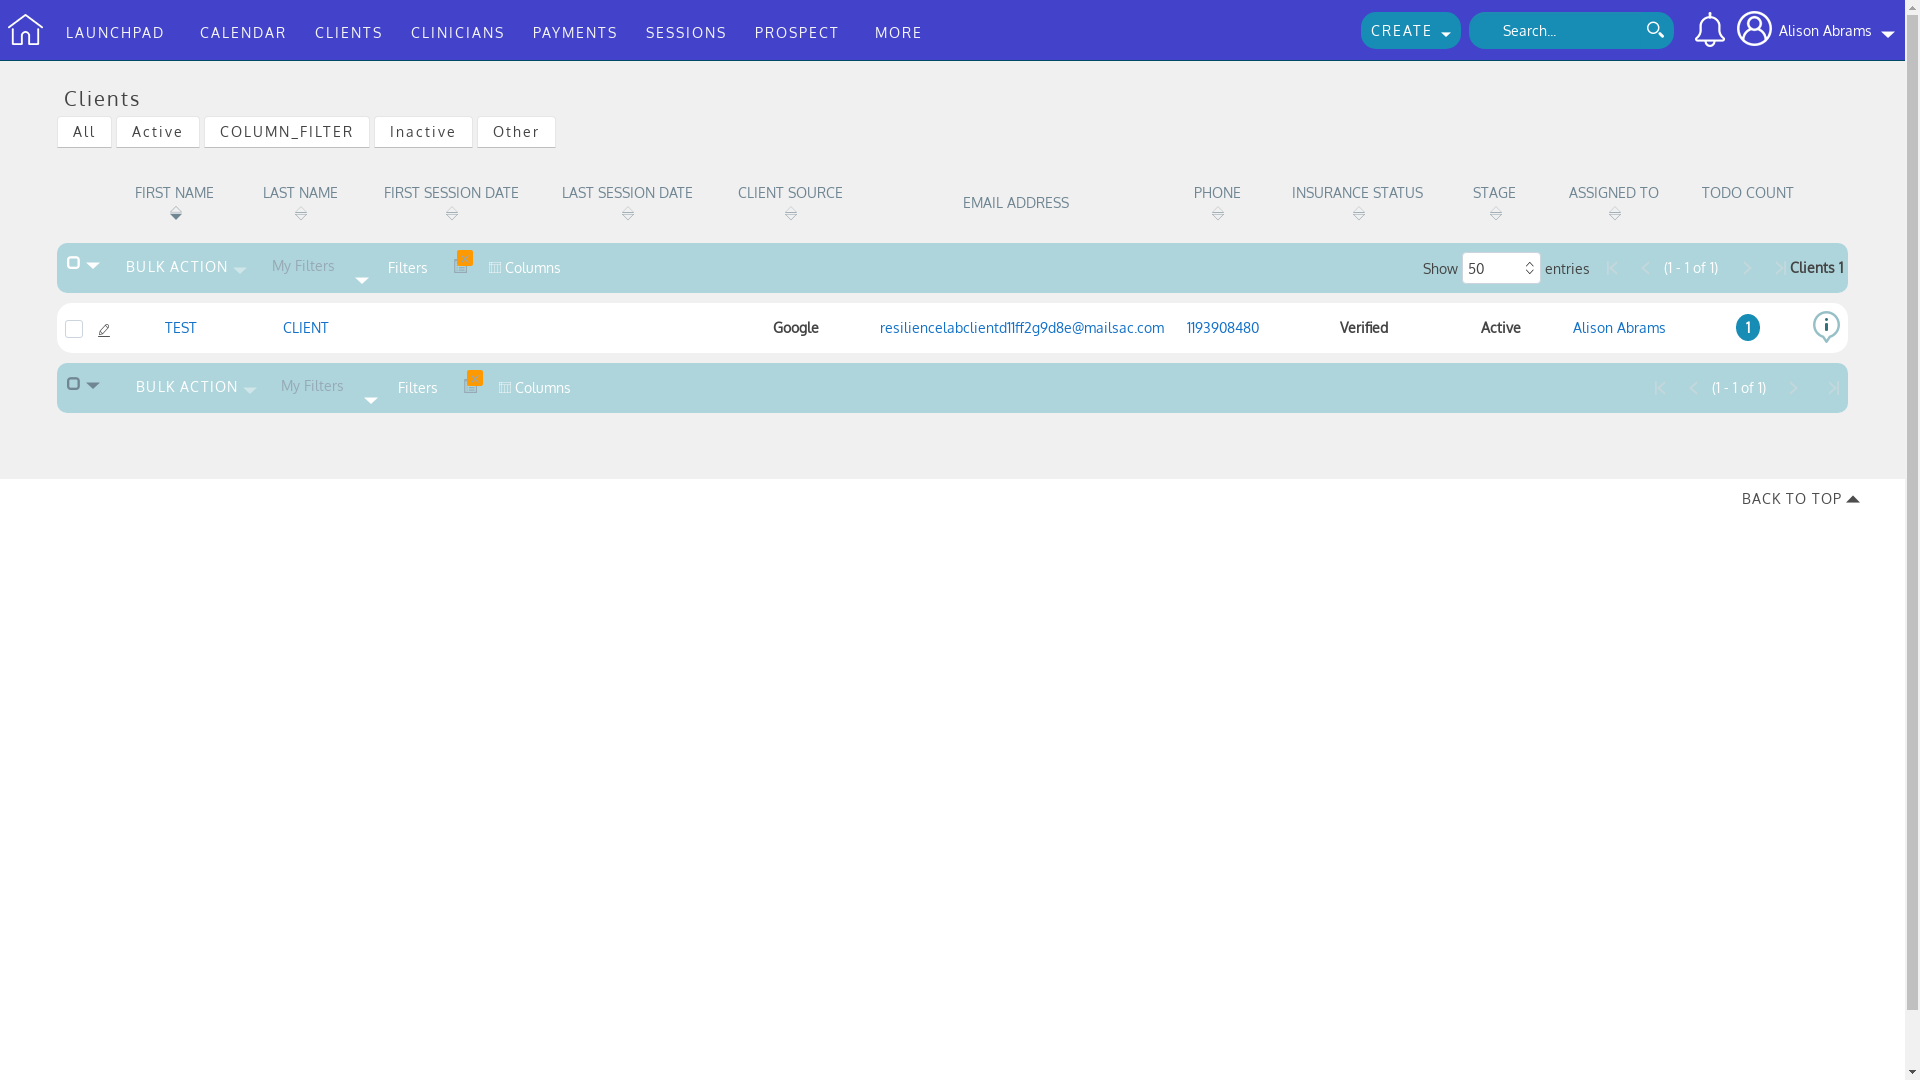 LAUNCHPAD CALENDAR CLIENTS CLINICIANS PAYMENTS SESSIONS PROSPECT MORE CREATE Search... Alison Abrams
Clients
All Active COLUMN_FILTER Inactive Other
FIRST NAME LAST NAME FIRST SESSION DATE LAST SESSION DATE CLIENT SOURCE EMAIL ADDRESS PHONE INSURANCE STATUS STAGE ASSIGNED TO TODO COUNT
BULK ACTION My Filters Filters Columns Show 50 entries (1 - 1 of 1) Clients 1
TEST CLIENT Google resiliencelabclientd11ff2g9d8e@mailsac.com 1193908480 Verified Active Alison Abrams 1
BULK ACTION My Filters Filters Columns (1 - 1 of 1)
BACK TO TOP